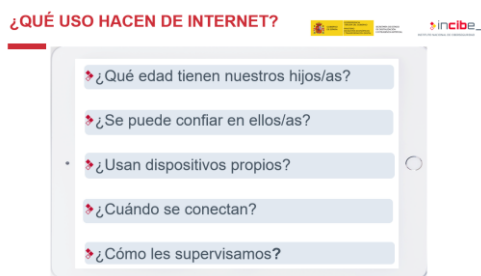 ¿QUÉ USO HACEN DE INTERNET?
incibe_
¿Qué edad tienen nuestros hijos/as?
¿Se puede confiar en ellos/as?
¿Usan dispositivos propios?
¿Cuándo se conectan?
¿Cómo les supervisamos?